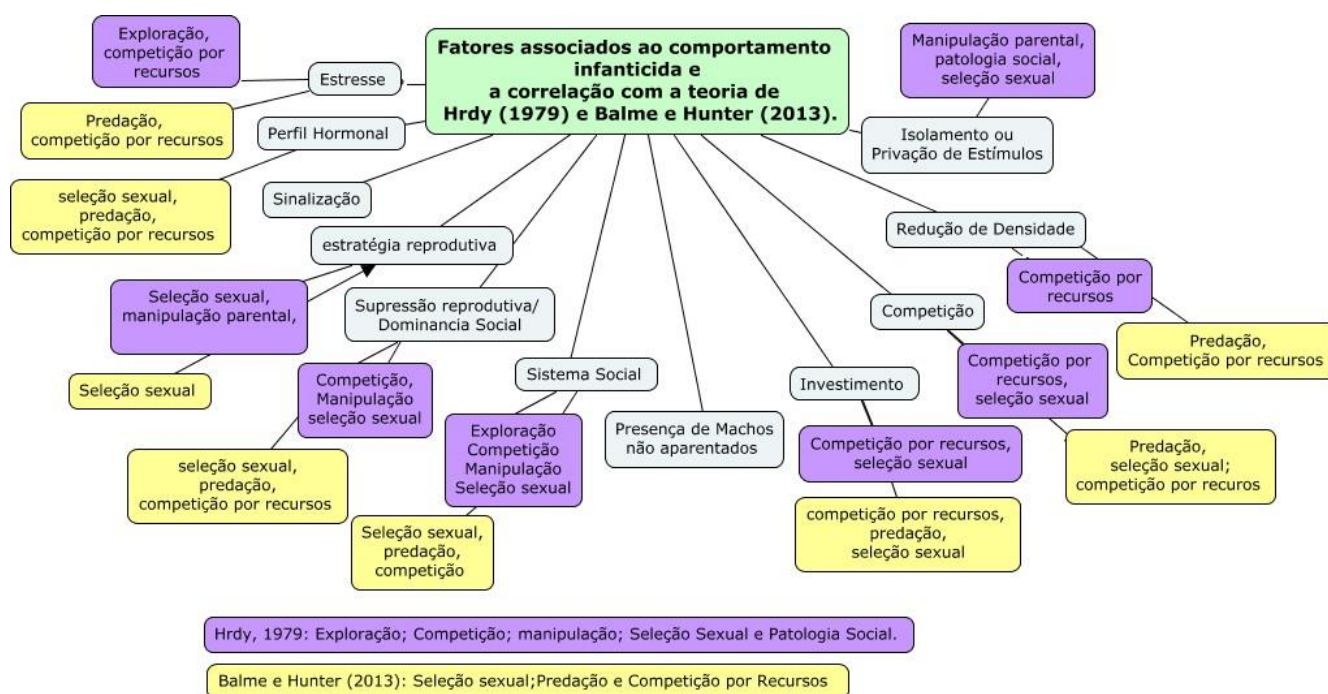 Fatores associados ao comportamento
infanticida e
a correlação com a teoria de
Hrdy (1979) e Balme e Hunter (2013).
Exploração,
competição por
recursos
Estresse
Predação,
competição por recursos
Perfil Hormonal
seleção sexual,
predação,
competição por recursos
Sinalização
estratégia reprodutiva
Seleção sexual,
manipulação parental,
Seleção sexual
Supressão reprodutiva/
Dominancia Social
Competição,
Manipulação
seleção sexual
seleção sexual,
predação,
competição por recursos
Sistema Social
Exploração
Competição
Manipulação
Seleção sexual
Seleção sexual,
predação,
competição
Presença de Machos
não aparentados
Investimento
Competição por recursos,
seleção sexual
competição por recursos,
predação,
seleção sexual
Competição
Competição por
recursos,
seleção sexual
Predação,
seleção sexual;
competição por recuros
Redução de Densidade
Competição por
recursos
Predação,
Competição por recursos
Manipulação parental,
patologia social,
seleção sexual
Isolamento ou
Privação de Estímulos
Hrdy, 1979: Exploração; Competição; manipulação; Seleção Sexual e Patologia Social.
Balme e Hunter (2013): Seleção sexual;Predação e Competição por Recursos